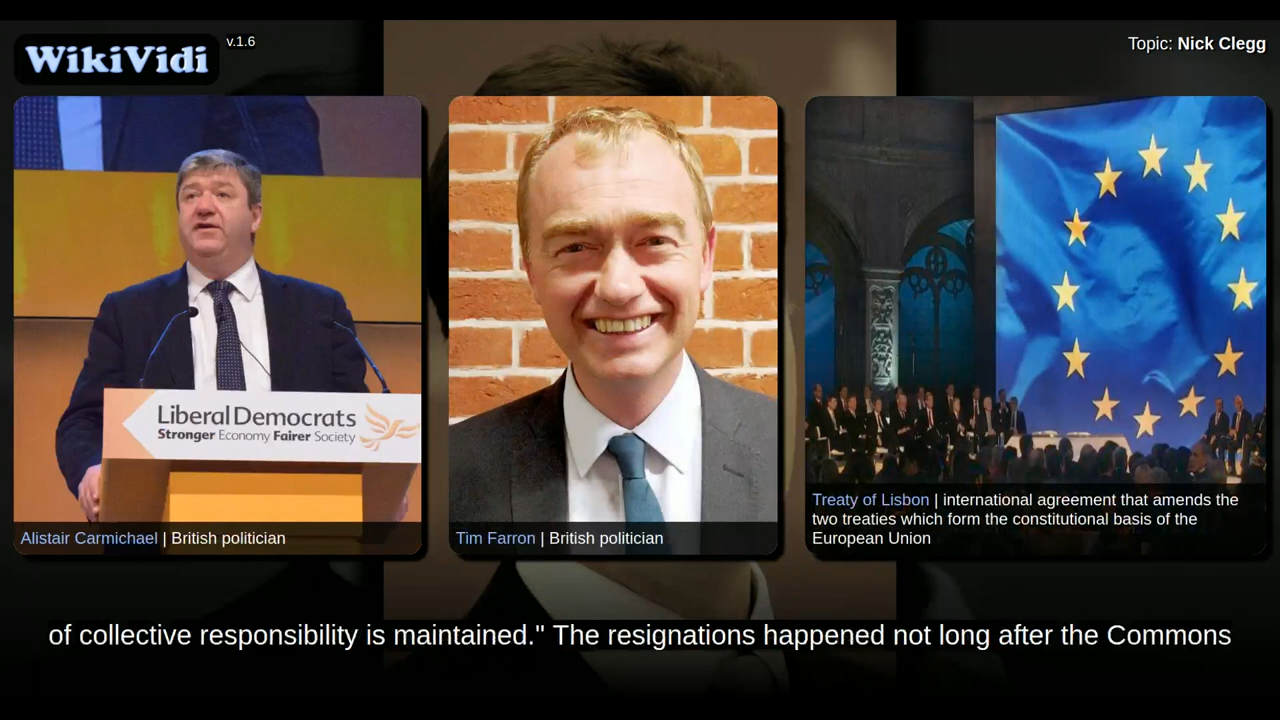 WikiVidi
v.1.6
Topic: Nick Clegg
Liberal Democrats
Stronger Economy Fairer Society
Alistair Carmichael | British politician
Tim Farron | British politician
Treaty of Lisbon | international agreement that amends the
two treaties which form the constitutional basis of the
European Union
of collective responsibility is maintained." The resignations happened not long after the Commons